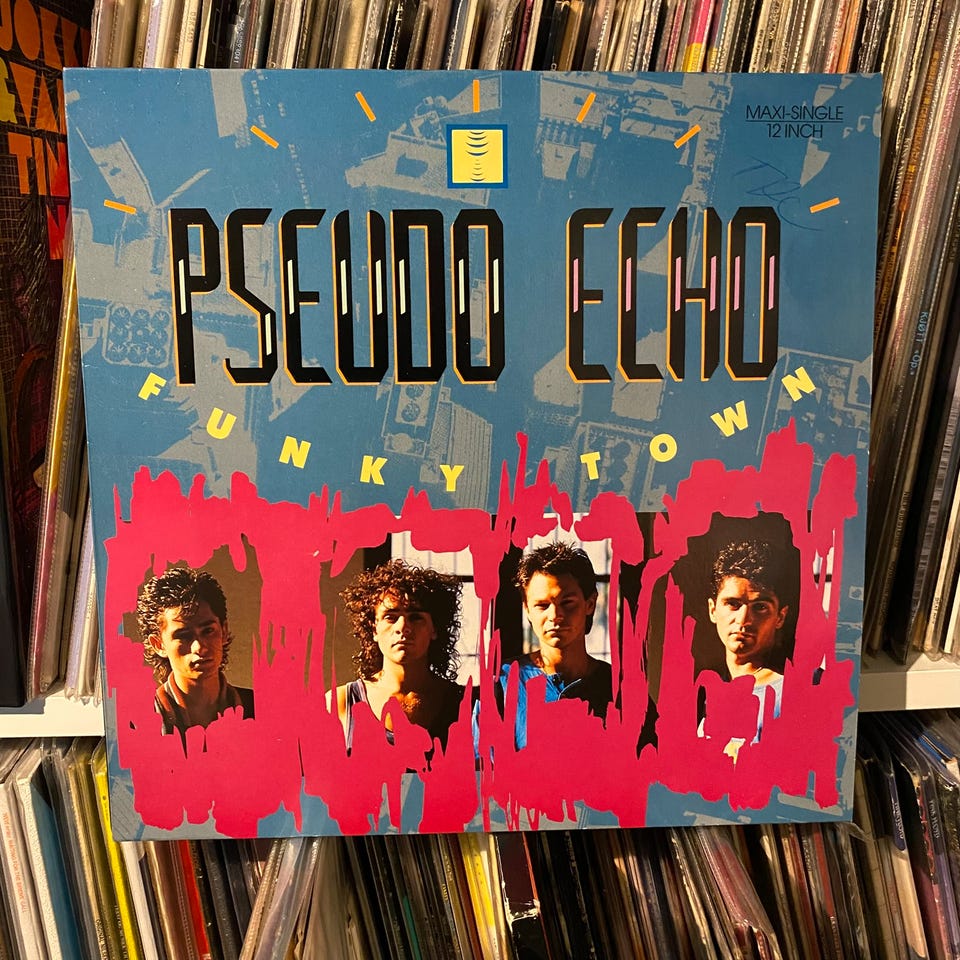 MAXI-SINGLE
12 INCH
PSEUDO ECHO
FUNKY TOWN